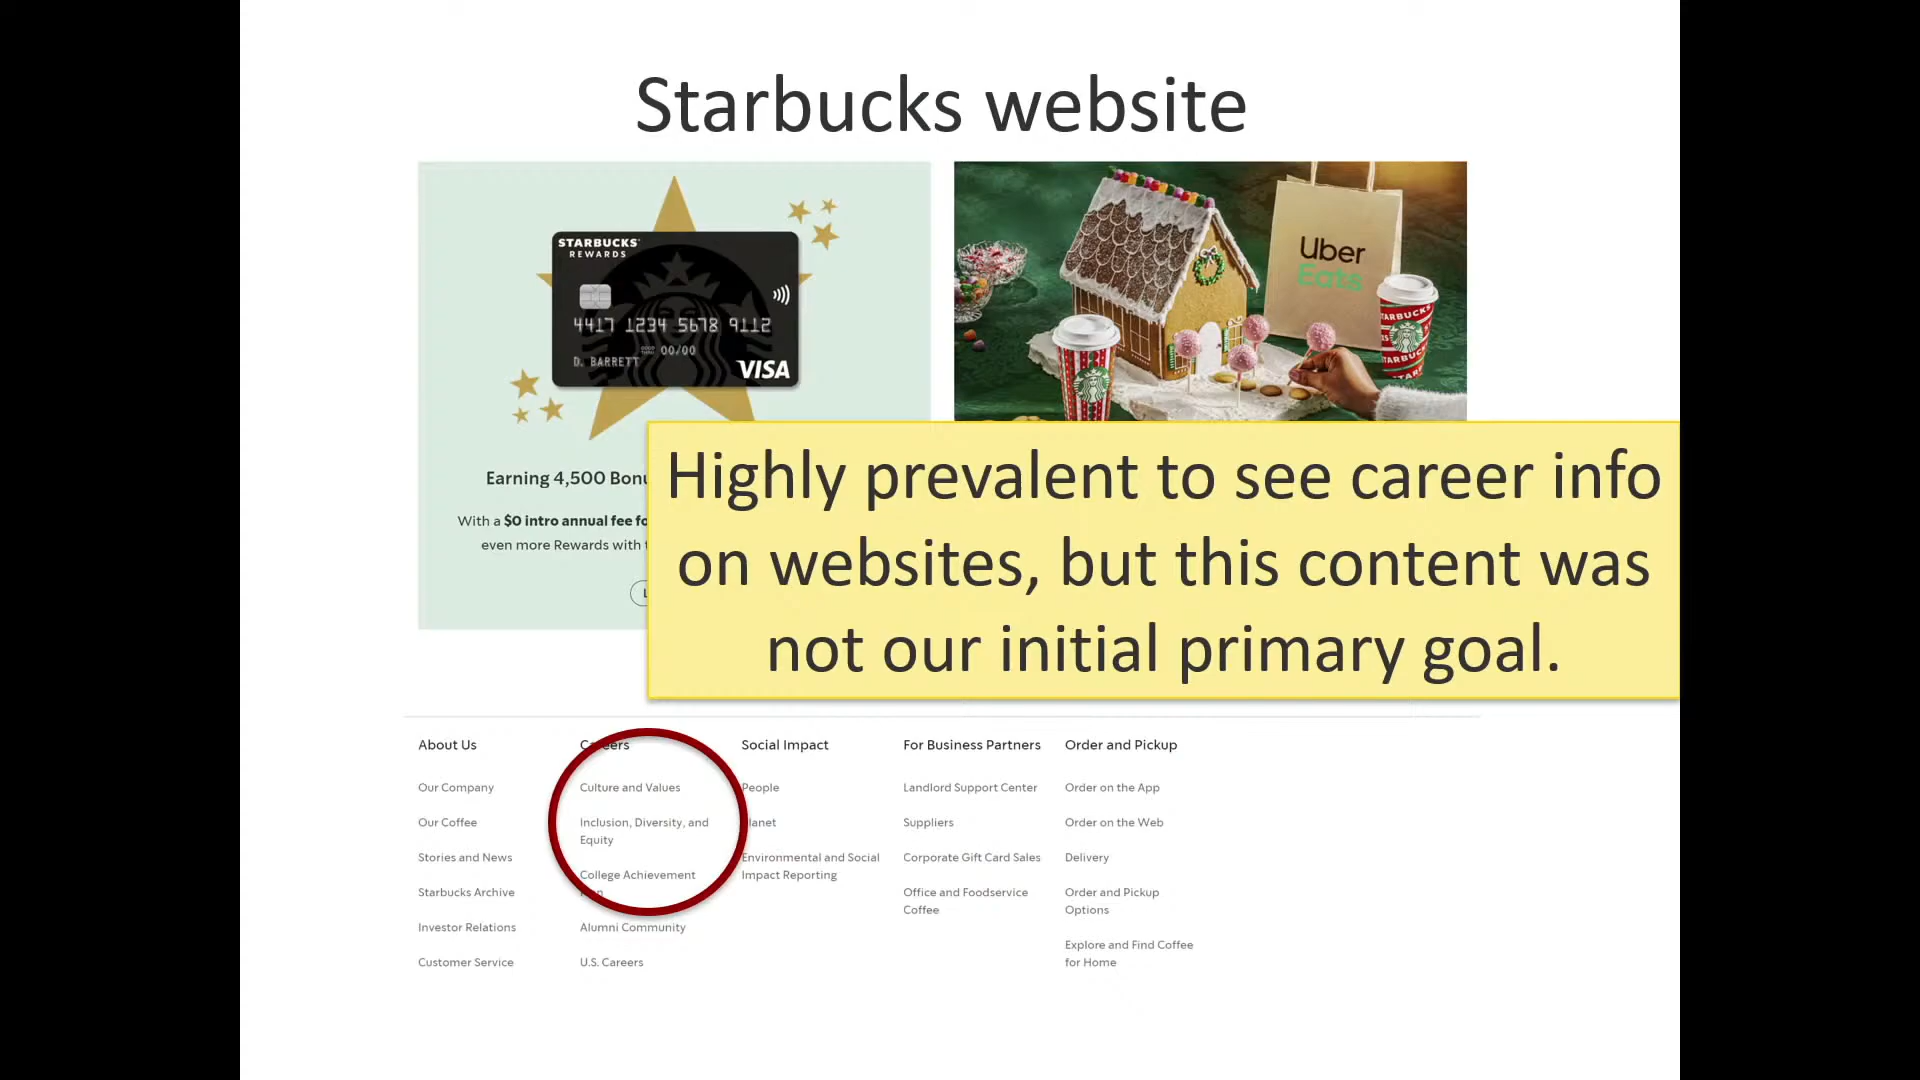 Starbucks website
STARBUCKS
REWARDS
4417 1234 5678 9112
GOOD
THRU
00/00
D. BARRETT
VISA
Uber
Eats
STARBUCKS
STARBUCKS
Earning 4,500
With a $0 intro annual fee
even more Rewards with
Highly prevalent to see career info
on websites, but this content was
not our initial primary goal.
About Us
Our Company
Our Coffee
Stories and News
Starbucks Archive
Investor Relations
Customer Service
Careers
Culture and Values
Inclusion, Diversity, and
Equity
College Achievement
Alumni Community
U.S. Careers
Social Impact
People
Environmental and Social
Impact Reporting
For Business Partners
Landlord Support Center
Suppliers
Corporate Gift Card Sales
Office and Foodservice
Coffee
Order and Pickup
Order on the App
Order on the Web
Delivery
Order and Pickup
Options
Explore and Find Coffee
for Home